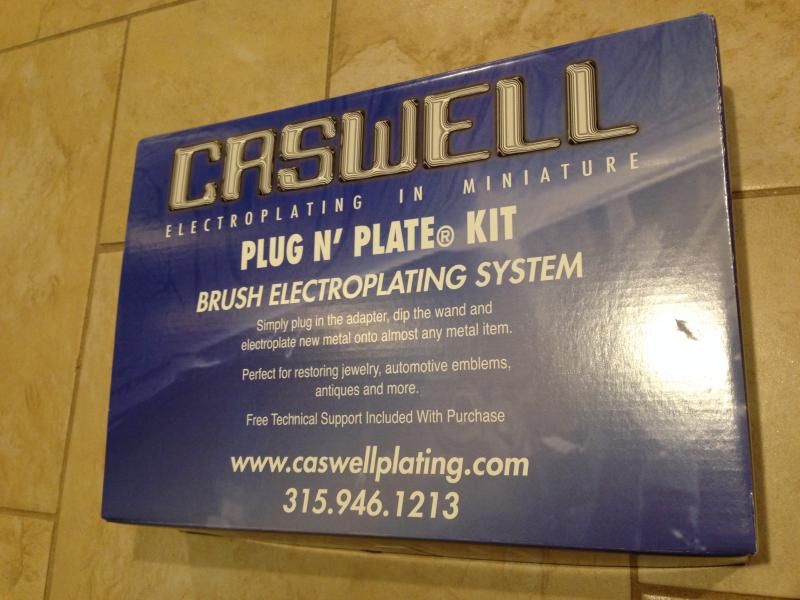 CASWELL
ELECTROPLATING IN MINIATURE
PLUG N' PLATE® KIT
BRUSH ELECTROPLATING SYSTEM
Simply plug in the adapter, dip the wand and
electroplate new metal onto almost any metal item.
Perfect for restoring jewelry, automotive emblems,
antiques and more.
Free Technical Support Included With Purchase
www.caswellplating.com
315.946.1213